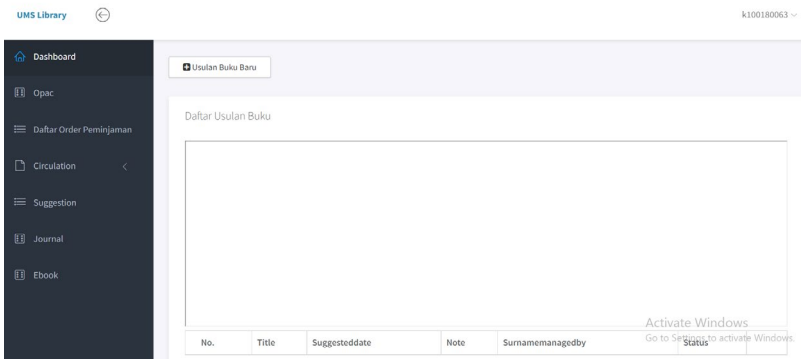 UMS Library
k100180063
Dashboard
Usulan Buku Baru
Opac
Daftar Usulan Buku
Daftar Order Peminjaman
Circulation
Suggestion
Journal
Ebook
Activate Windows
Go to Settings to activate Windows.
No. Title Suggesteddate Note Surnamemanagedby Status